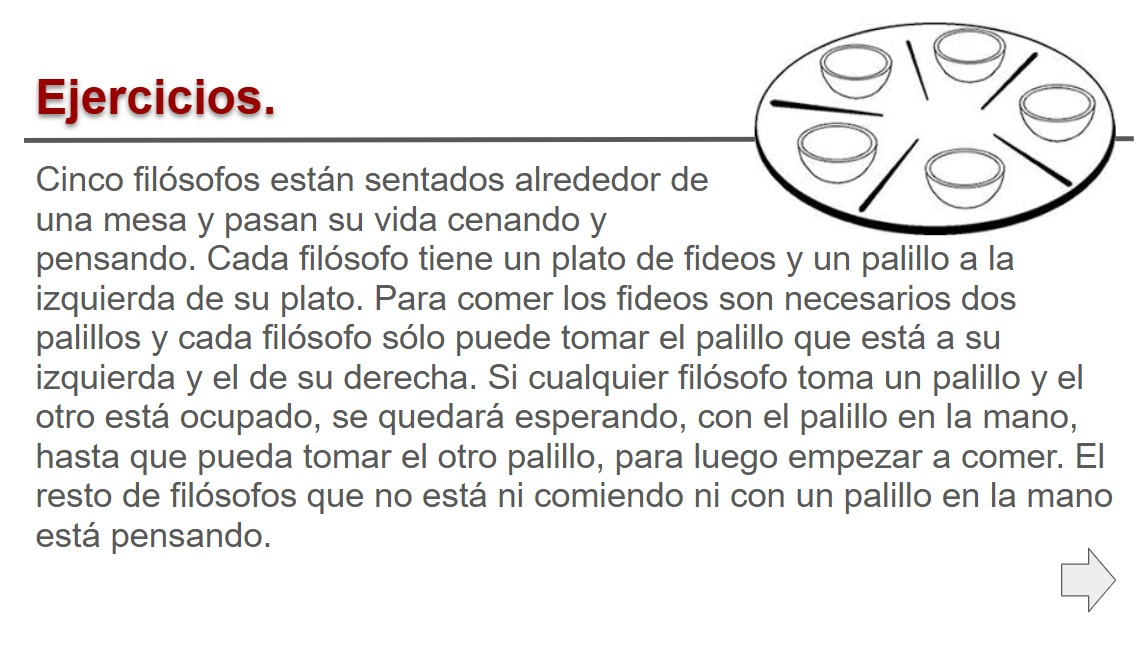 Ejercicios.
Cinco filósofos están sentados alrededor de
una mesa y pasan su vida cenando y
pensando. Cada filósofo tiene un plato de fideos y un palillo a la
izquierda de su plato. Para comer los fideos son necesarios dos
palillos y cada filósofo sólo puede tomar el palillo que está a su
izquierda y el de su derecha. Si cualquier filósofo toma un palillo y el
otro está ocupado, se quedará esperando, con el palillo en la mano,
hasta que pueda tomar el otro palillo, para luego empezar a comer. El
resto de filósofos que no está ni comiendo ni con un palillo en la mano
está pensando.